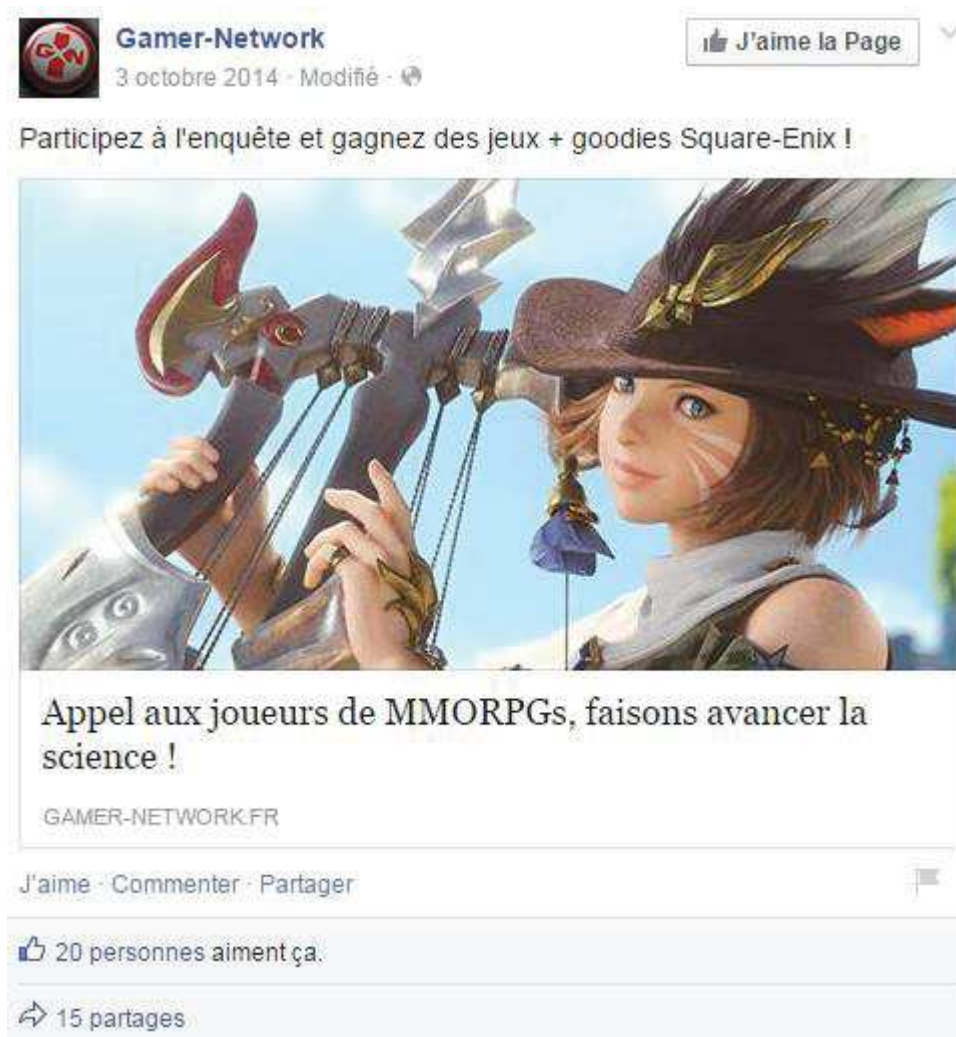 GN
Gamer-Network
J'aime la Page
3 octobre 2014 · Modifié ·
Participez à l'enquête et gagnez des jeux + goodies Square-Enix !
Appel aux joueurs de MMORPGs, faisons avancer la
science !
GAMER-NETWORK.FR
J'aime · Commenter · Partager
20 personnes aiment ça.
15 partages